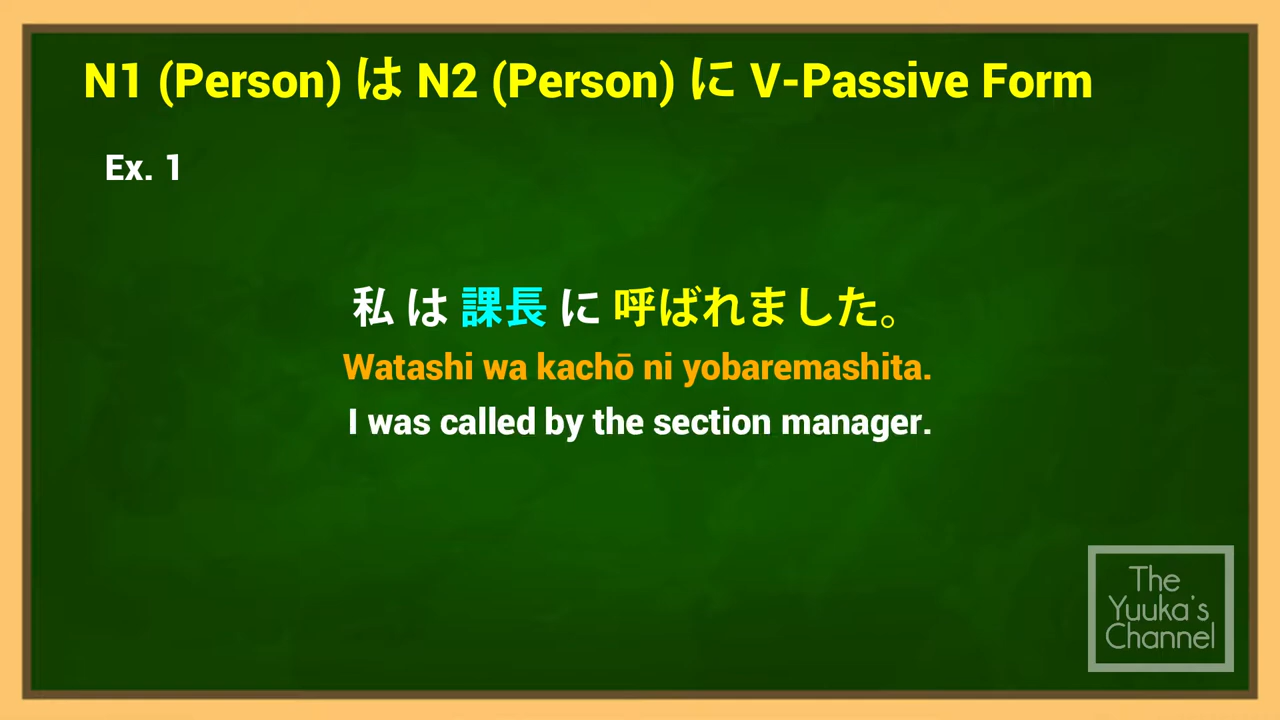 N1 (Person) は N2 (Person) に V-Passive Form
Ex. 1
私 は 課長 に 呼ばれました。
Watashi wa kachō ni yobaremashita.
I was called by the section manager.
The
Yuuka's
Channel